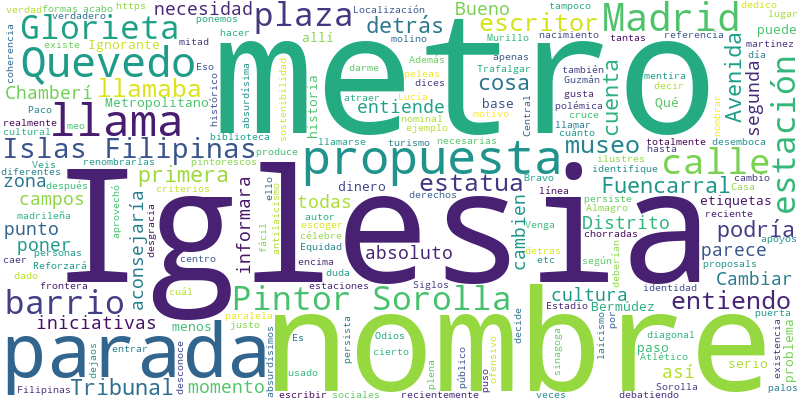 verdad formas acabo https necesidad plaza Bueno Localización tampoco Madrid dedico lugar
verdadero ponemos detrás escritor puede
Glorieta existe Ignorante mitad hacer allí molino Murillo nacimiento tantas referencia Avenida día martinez
coherencia Eso Además apenas Trafalgar también cuenta mentira decir
Quevedo metro histórico absurdísima darme peleas dices Guzmán gusta Qué
Chamberí Metropolitano sostenibilidad Lucía entiende cosa motivo Central polémica segunda nombrar
llama llamaba historia atraer nominal base cruce llamar cuánto estación
realmente Paco cultural meo biblioteca ejemplo llamarse necesarias museo hasta totalmente desemboca
Islas Filipinas Veis renombrarlas turismo produce propuesta ilustres identifique calle
diferentes pintorescos primera dinero estatua Bravo cambio Casa
zona después criterios ello línea persiste Fuencarral etiquetas
campos madrileña aprovechó antilaicismo todas autor derechos Almagro reciente
punto personas desgracia fácil escoger célebre Venga Distrito podría
poner Reforzará aconsejaría informara Equidad absoluto detras cambien chorradas apoyos
caer centro encima duda etc según parece proposals
dado frontera cuál Iglesia estaciones Siglos deberían Cambiar identidad
barrio paralela Pintor Sorolla cultura Estadio Bermúdez por laicismo entiendo puerta
iniciativas menos justo persista Odios decide paso diagonal existencia problema
parada dejaos entrar Es cierto nombre ofensivo sinagoga así Atlético serio
Filipinas Tribunal desconoce momento absurdísimos usado plena público puso Sorolla palos
escribir sociales recientemente veces debatiendo